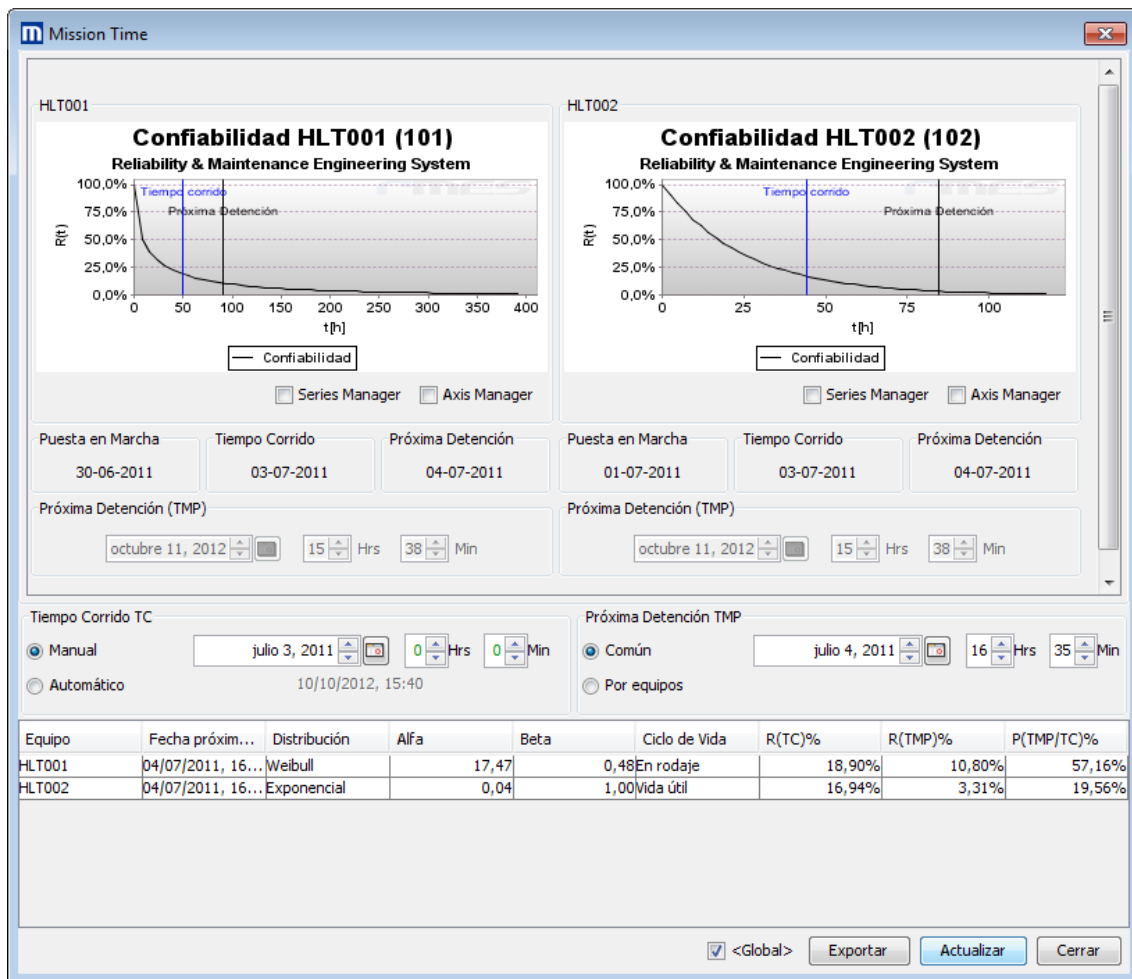 Mission Time
HLT001
Confiabilidad HLT001 (101)
Reliability & Maintenance Engineering System
100,0%
75,0%
50,0%
25,0%
0,0%
R(t)
Tiempo corrido
Próxima Detención
0 50 100 150 200 250 300 350 400
t[h]
Confiabilidad
Series Manager Axis Manager
HLT002
Confiabilidad HLT002 (102)
Reliability & Maintenance Engineering System
100,0%
75,0%
50,0%
25,0%
0,0%
R(t)
Tiempo corrido
Próxima Detención
0 25 50 75 100
t[h]
Confiabilidad
Series Manager Axis Manager
Puesta en Marcha Tiempo Corrido Próxima Detención Puesta en Marcha Tiempo Corrido Próxima Detención
30-06-2011 03-07-2011 04-07-2011 01-07-2011 03-07-2011 04-07-2011
Próxima Detención (TMP) Próxima Detención (TMP)
octubre 11, 2012 15 Hrs 38 Min octubre 11, 2012 15 Hrs 38 Min
Tiempo Corrido TC Próxima Detención TMP
Manual julio 3, 2011 0 Hrs 0 Min Común julio 4, 2011 16 Hrs 35 Min
Automático 10/10/2012, 15:40 Por equipos
Equipo Fecha próxim... Distribución Alfa Beta Ciclo de Vida R(TC)% R(TMP)% P(TMP/TC)%
HLT001 04/07/2011, 16... Weibull 17,47 0,48 En rodaje 18,90% 10,80% 57,16%
HLT002 04/07/2011, 16... Exponencial 0,04 1,00 Vida útil 16,94% 3,31% 19,56%
<Global> Exportar Actualizar Cerrar